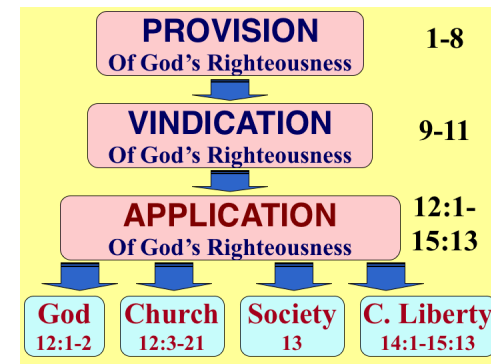 PROVISION
Of God's Righteousness
1-8
VINDICATION
Of God's Righteousness
9-11
APPLICATION
Of God's Righteousness
12:1-
15:13
God
12:1-2
Church
12:3-21
Society
13
C. Liberty
14:1-15:13